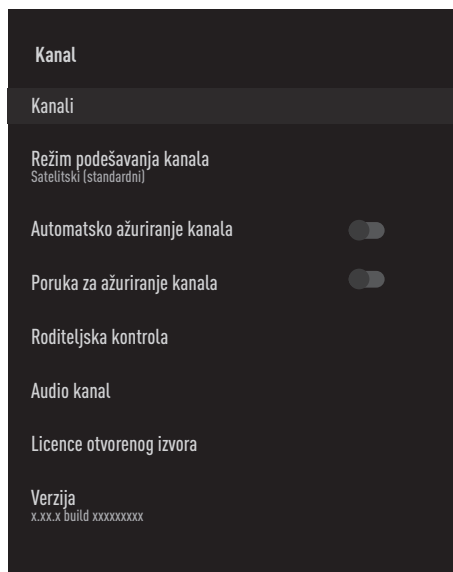 Kanal
Kanali
Režim podešavanja kanala
Satelitski (standardni)
Automatsko ažuriranje kanala
Poruka za ažuriranje kanala
Roditeljska kontrola
Audio kanal
Licence otvorenog izvora
Verzija
x.xx.x build xxxxxxxxx